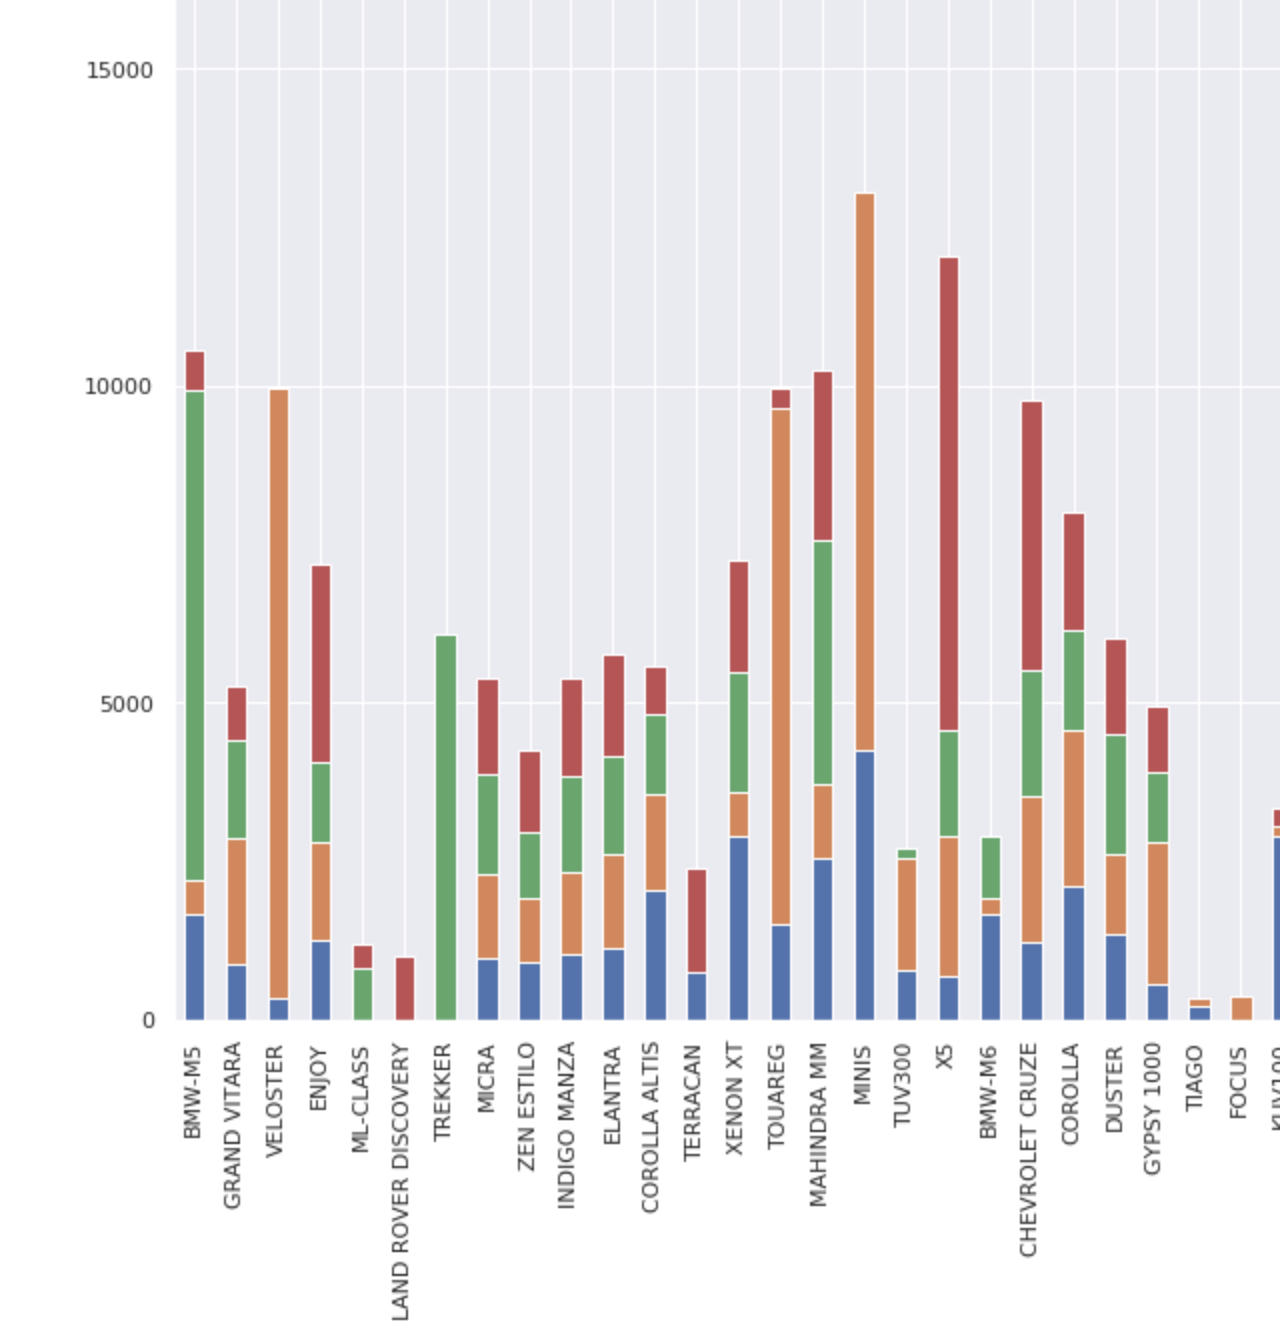 15000
10000
5000
0
BMW-M5
GRAND VITARA
VELOSTER
ENJOY
ML-CLASS
LAND ROVER DISCOVERY
TREKKER
MICRA
ZEN ESTILO
INDIGO MANZA
ELANTRA
COROLLA ALTIS
TERRACAN
XENON XT
TOUAREG
MAHINDRA MM
MINIS
TUV300
X5
BMW-M6
CHEVROLET CRUZE
COROLLA
DUSTER
GYPSY 1000
TIAGO
FOCUS